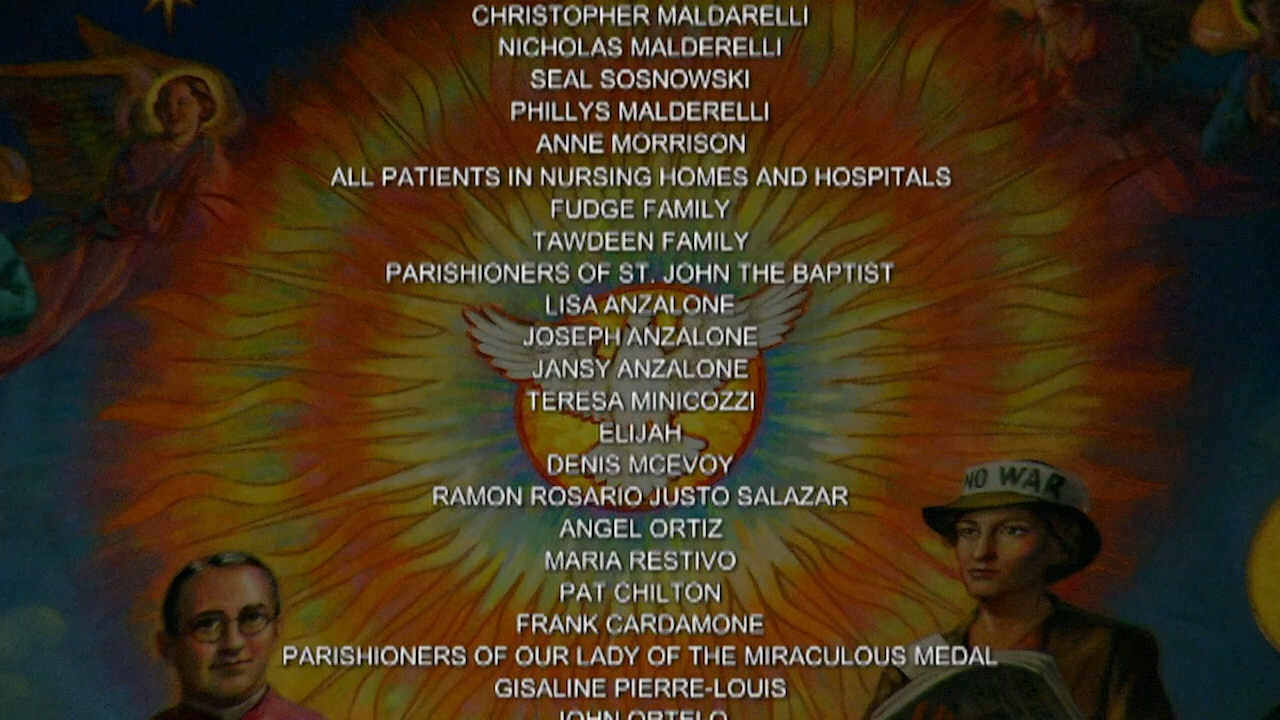 CHRISTOPHER MALDARELLI
NICHOLAS MALDERELLI
SEAL SOSNOWSKI
PHILLYS MALDERELLI
ANNE MORRISON
ALL PATIENTS IN NURSING HOMES AND HOSPITALS
FUDGE FAMILY
TAWDEEN FAMILY
PARISHIONERS OF ST. JOHN THE BAPTIST
LISA ANZALONE
JOSEPH ANZALONE
JANSY ANZALONE
TERESA MINICOZZI
ELIJAH
DENIS MCEVOY
NO WAR
RAMON ROSARIO JUSTO SALAZAR
ANGEL ORTIZ
MARIA RESTIVO
PAT CHILTON
FRANK CARDAMONE
PARISHIONERS OF OUR LADY OF THE MIRACULOUS MEDAL
GISALINE PIERRE-LOUIS
JOHN ORTELO